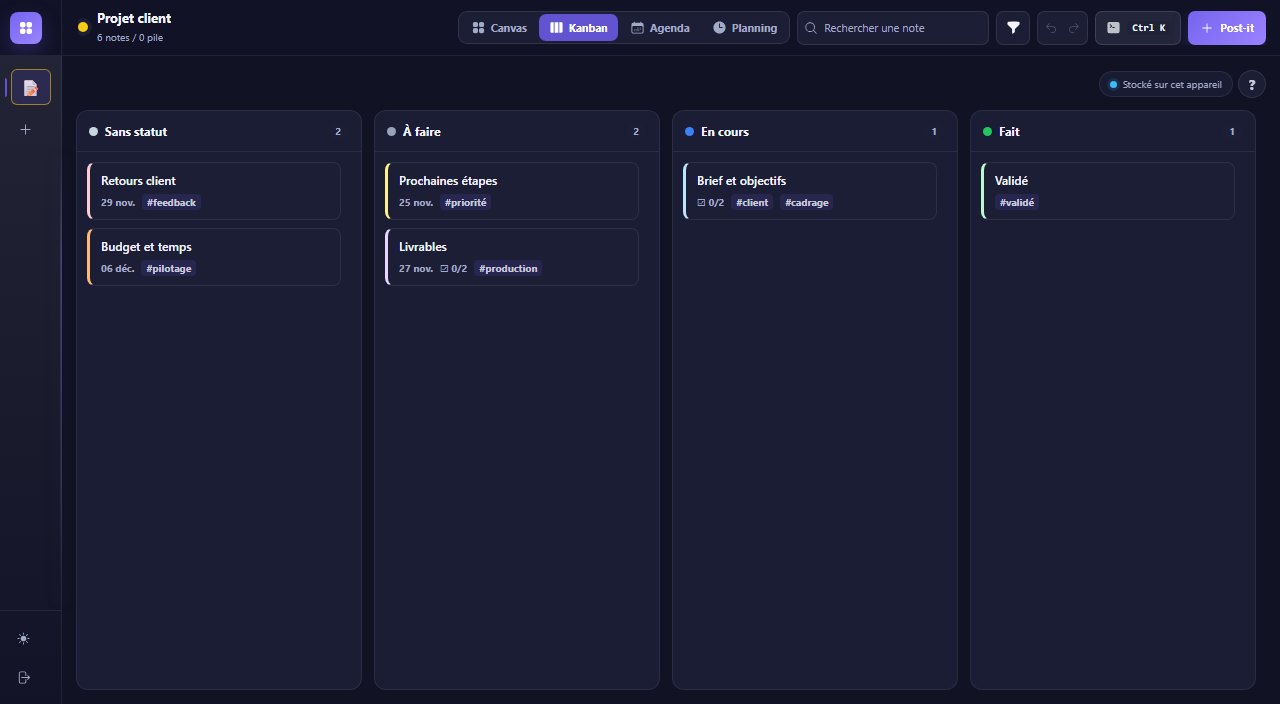 Projet client
6 notes / 0 pile
Canvas
Kanban
Agenda
Planning
Rechercher une note
Ctrl K
+ Post-it
Stocké sur cet appareil
?
Sans statut 2
Retours client
29 nov. #feedback
Budget et temps
06 déc. #pilotage
À faire 2
Prochaines étapes
25 nov. #priorité
Livrables
27 nov. ☑ 0/2 #production
En cours 1
Brief et objectifs
☑ 0/2 #client #cadrage
Fait 1
Validé
#validé